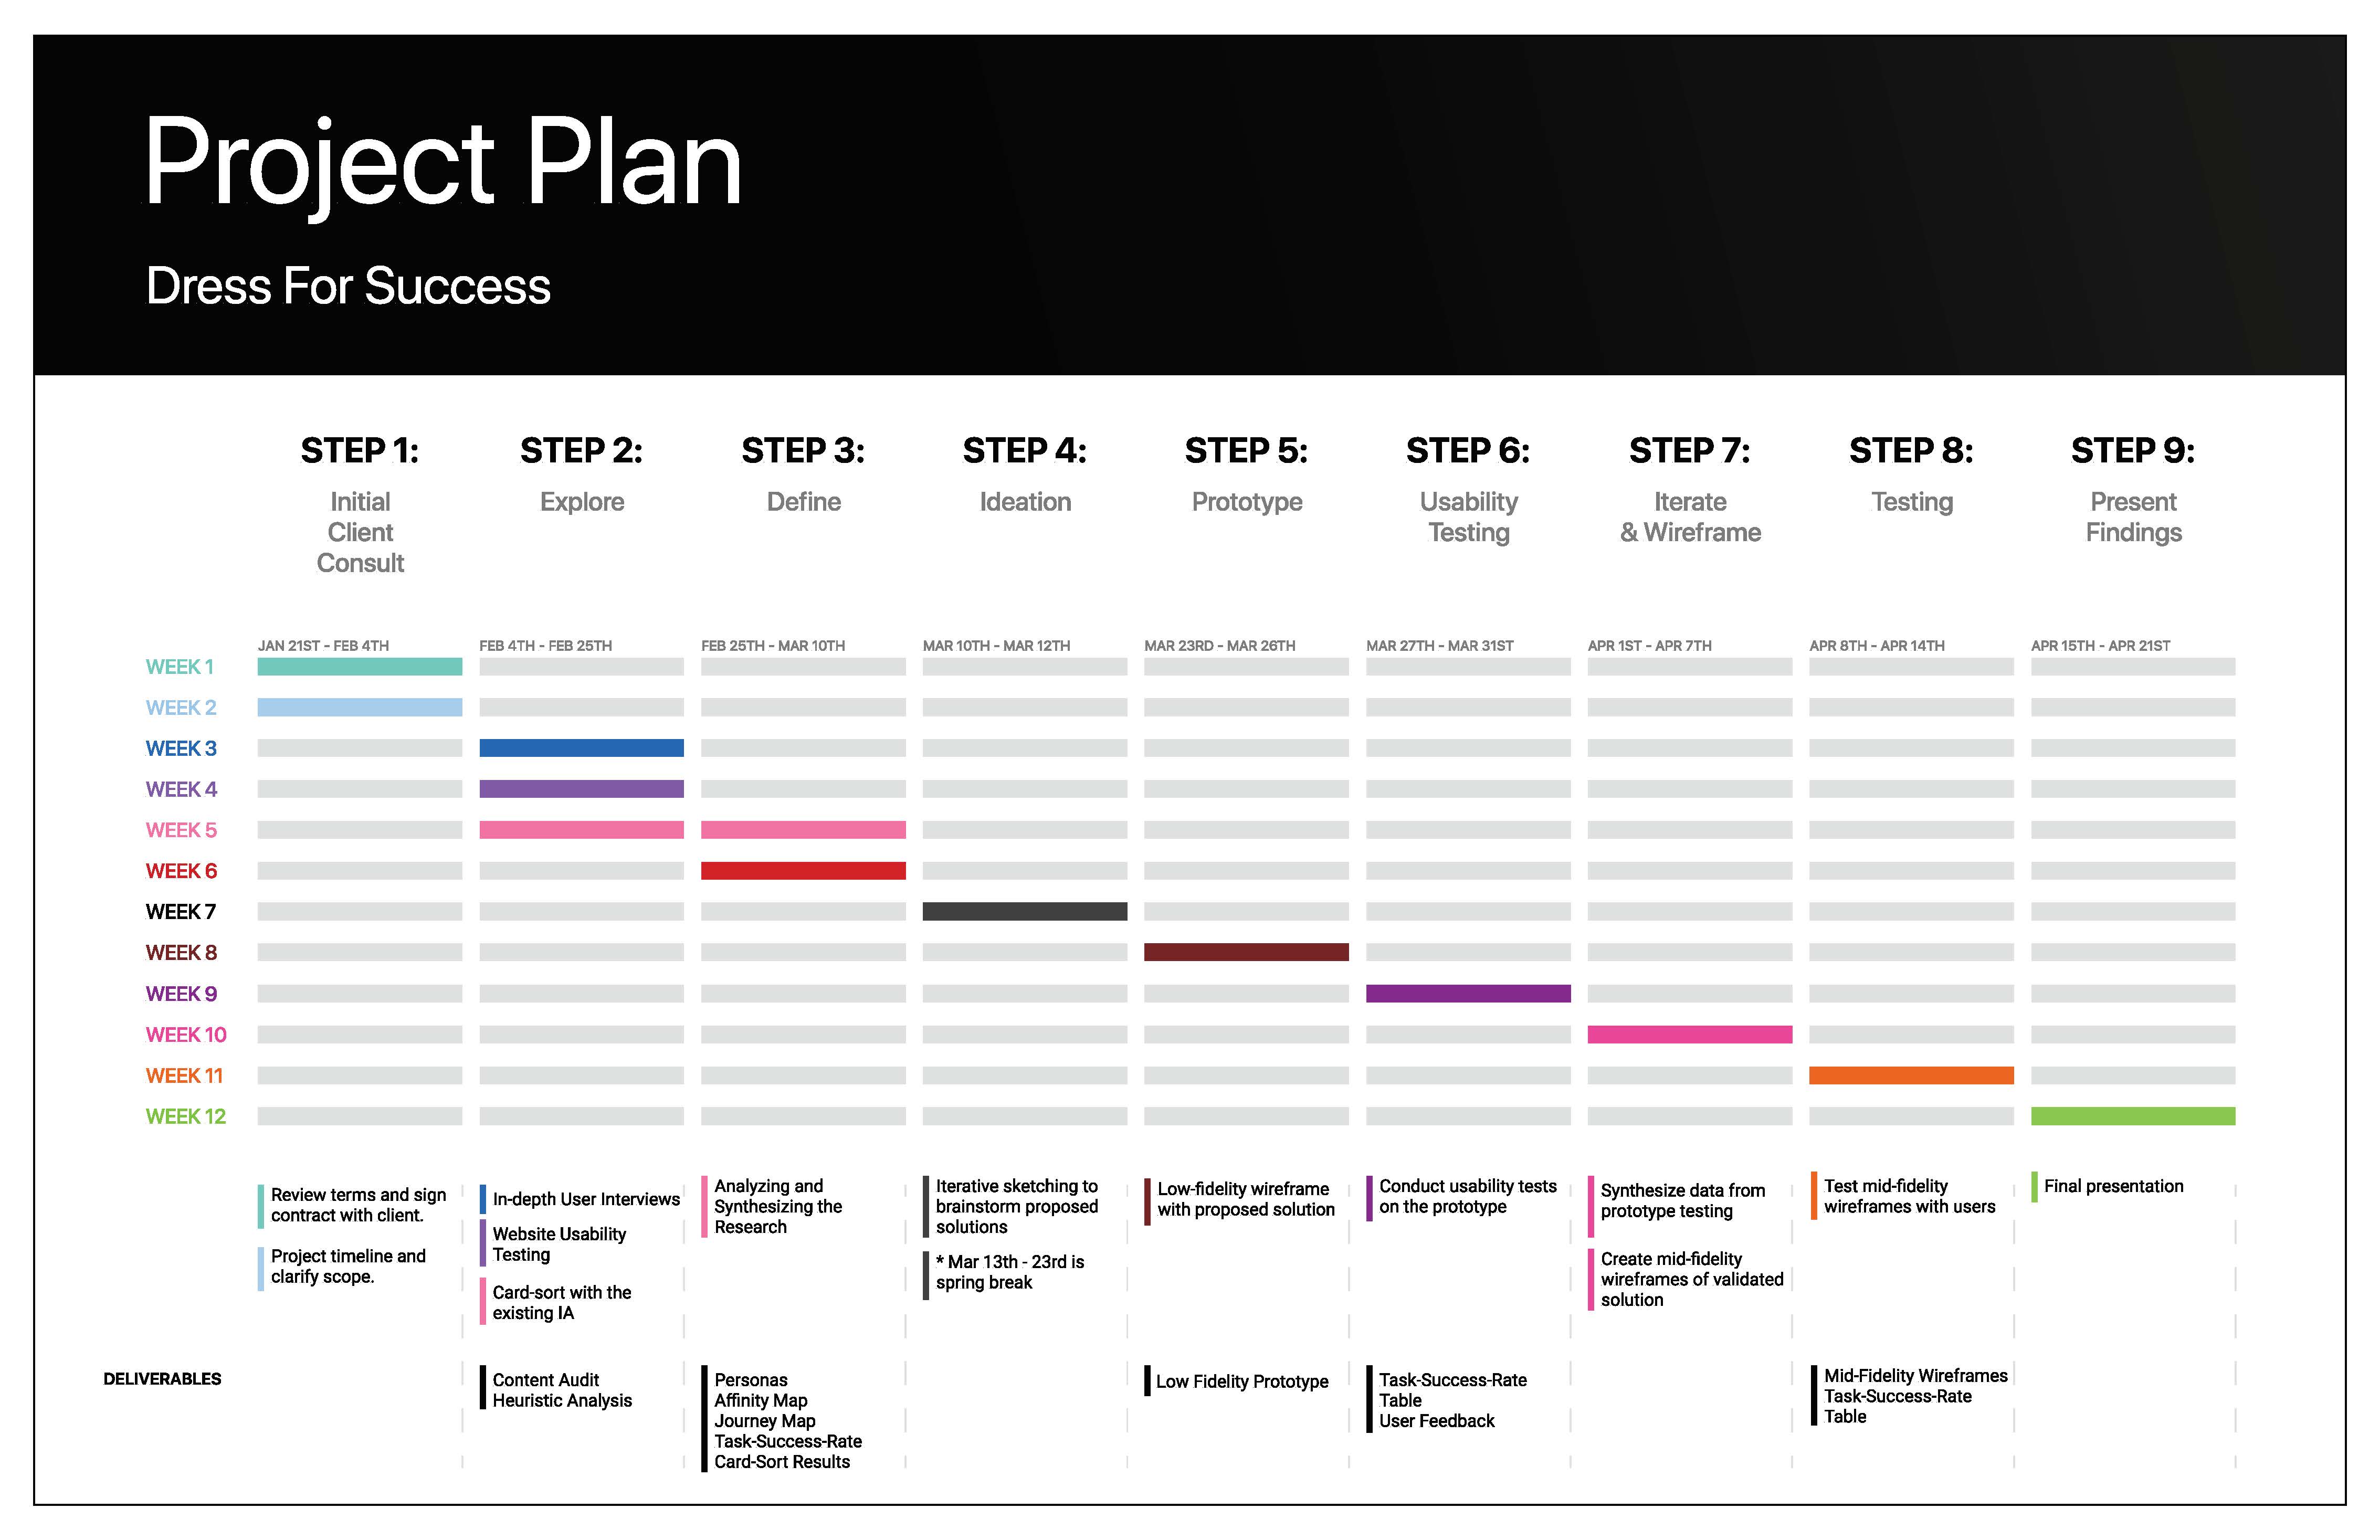 Project Plan
Dress For Success
STEP 1:
Initial
Client
Consult
STEP 2:
Explore
STEP 3:
Define
STEP 4:
Ideation
STEP 5:
Prototype
STEP 6:
Usability
Testing
STEP 7:
Iterate
& Wireframe
STEP 8:
Testing
STEP 9:
Present
Findings
JAN 21ST - FEB 4TH
FEB 4TH - FEB 25TH
FEB 25TH - MAR 10TH
MAR 10TH - MAR 12TH
MAR 23RD - MAR 26TH
MAR 27TH - MAR 31ST
APR 1ST - APR 7TH
APR 8TH - APR 14TH
APR 15TH - APR 21ST
WEEK 1
WEEK 2
WEEK 3
WEEK 4
WEEK 5
WEEK 6
WEEK 7
WEEK 8
WEEK 9
WEEK 10
WEEK 11
WEEK 12
Review terms and sign
contract with client.
Project timeline and
clarify scope.
In-depth User Interviews
Website Usability
Testing
Card-sort with the
existing IA
Analyzing and
Synthesizing the
Research
Iterative sketching to
brainstorm proposed
solutions
* Mar 13th - 23rd is
spring break
Low-fidelity wireframe
with proposed solution
Conduct usability tests
on the prototype
Synthesize data from
prototype testing
Create mid-fidelity
wireframes of validated
solution
Test mid-fidelity
wireframes with users
Final presentation
DELIVERABLES
Content Audit
Heuristic Analysis
Personas
Affinity Map
Journey Map
Task-Success-Rate
Card-Sort Results
Low Fidelity Prototype
Task-Success-Rate
Table
User Feedback
Mid-Fidelity Wireframes
Task-Success-Rate
Table